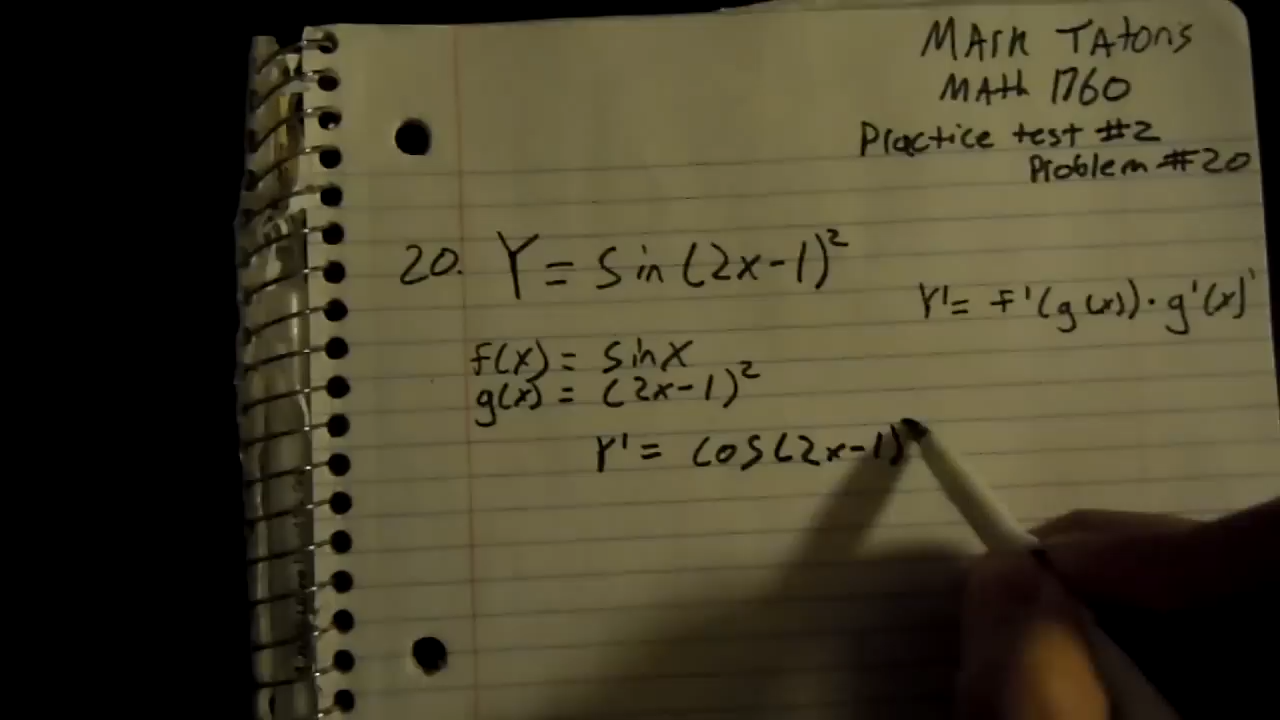 MARK TAtons
MATH 1760
Practice test #2
Problem #20
20. Y = Sin(2x-1)²
Y'= f'(g(x))·g'(x)'
f(x) = SinX
g(x) = (2x-1)²
Y' = COS(2x-1)